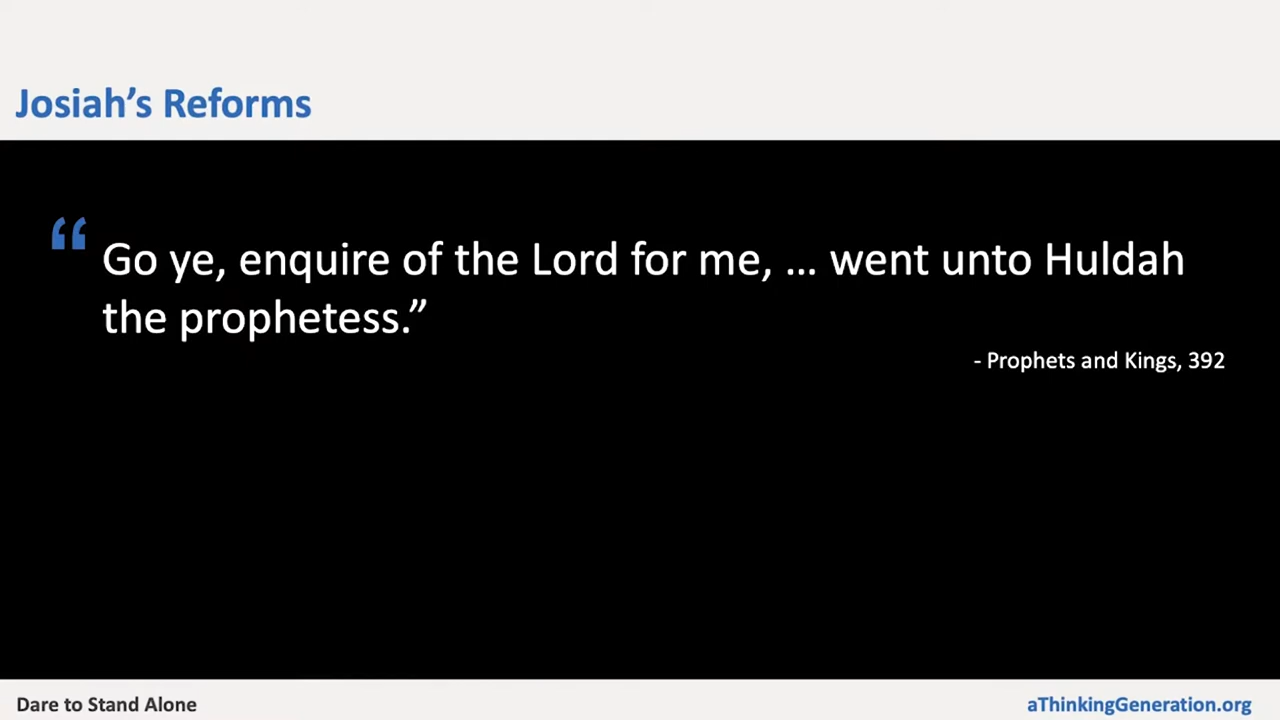 Josiah’s Reforms
“ Go ye, enquire of the Lord for me, … went unto Huldah
the prophetess.”
- Prophets and Kings, 392
Dare to Stand Alone
aThinkingGeneration.org